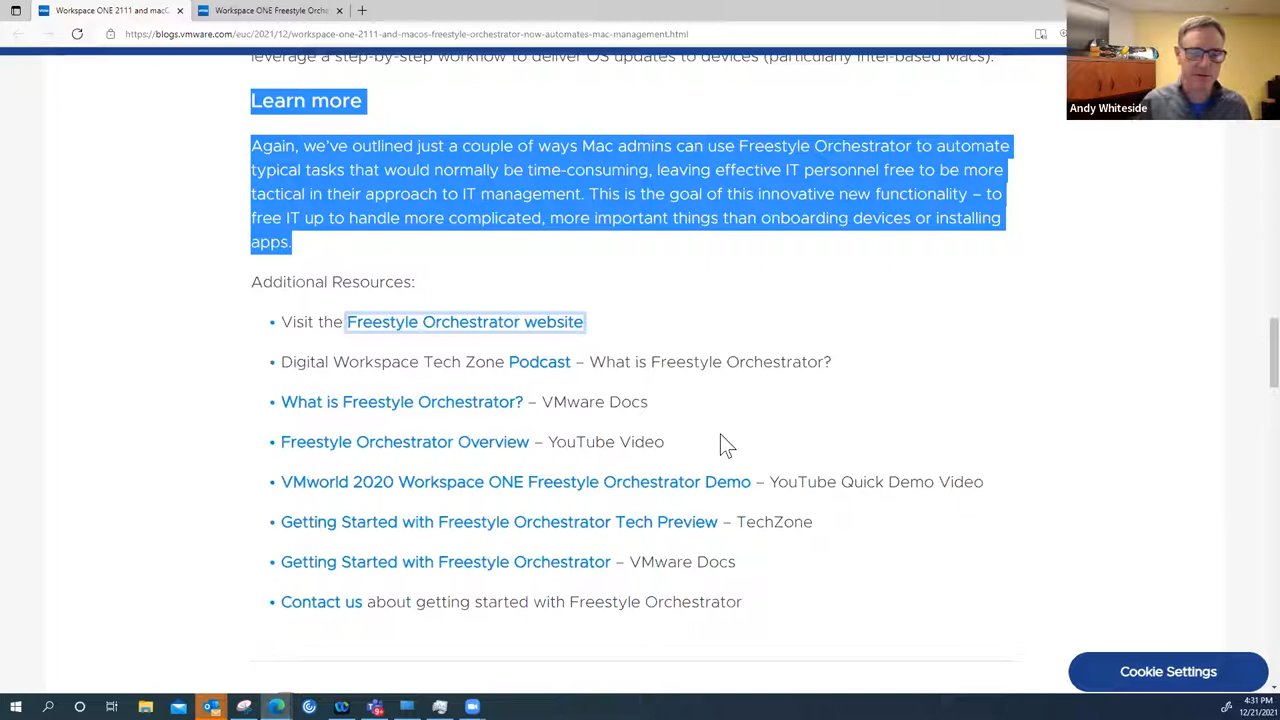 Workspace ONE 2111 and macO
Workspace ONE Freestyle Orche
https://blogs.vmware.com/euc/2021/12/workspace-one-2111-and-macos-freestyle-orchestrator-now-automates-mac-management.html
Andy Whiteside
leverage a step-by-step workflow to deliver OS updates to devices (particularly Intel-based Macs).
Learn more
Again, we've outlined just a couple of ways Mac admins can use Freestyle Orchestrator to automate
typical tasks that would normally be time-consuming, leaving effective IT personnel free to be more
tactical in their approach to IT management. This is the goal of this innovative new functionality – to
free IT up to handle more complicated, more important things than onboarding devices or installing
apps.
Additional Resources:
• Visit the Freestyle Orchestrator website
• Digital Workspace Tech Zone Podcast – What is Freestyle Orchestrator?
• What is Freestyle Orchestrator? – VMware Docs
• Freestyle Orchestrator Overview – YouTube Video
• VMworld 2020 Workspace ONE Freestyle Orchestrator Demo – YouTube Quick Demo Video
• Getting Started with Freestyle Orchestrator Tech Preview – TechZone
• Getting Started with Freestyle Orchestrator – VMware Docs
• Contact us about getting started with Freestyle Orchestrator
Cookie Settings
4:31 PM
12/21/2021